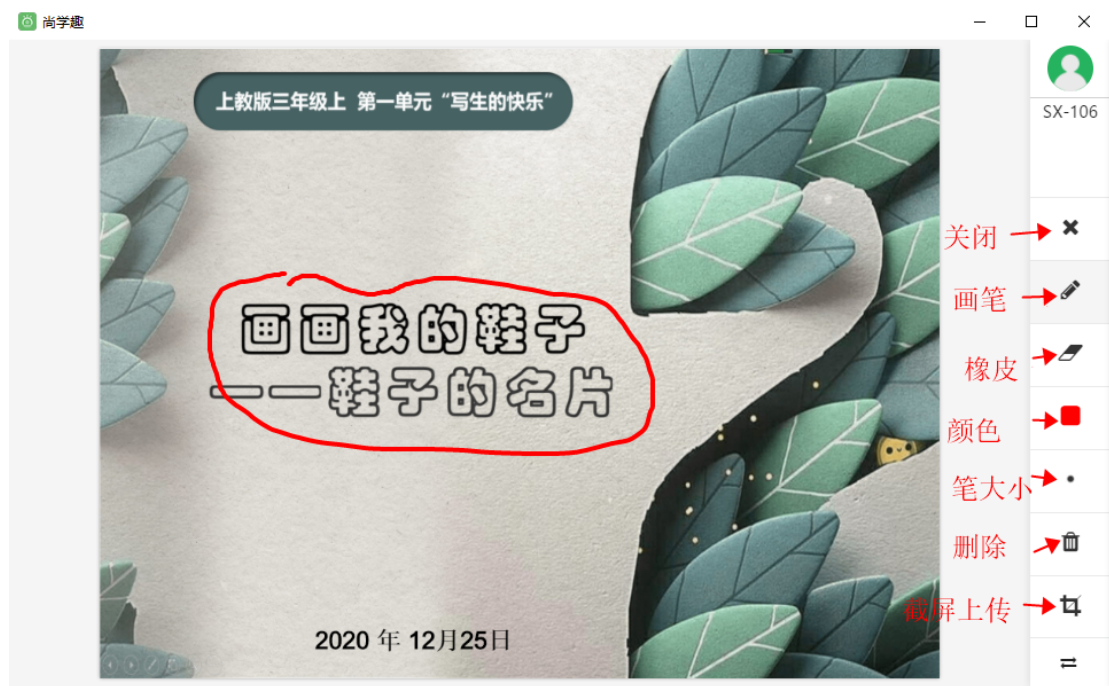 尚学趣
上教版三年级上 第一单元“写生的快乐”
SX-106
关闭
画笔
画画我的鞋子
橡皮
——鞋子的名片
颜色
笔大小
删除
截屏上传
2020 年 12月25日